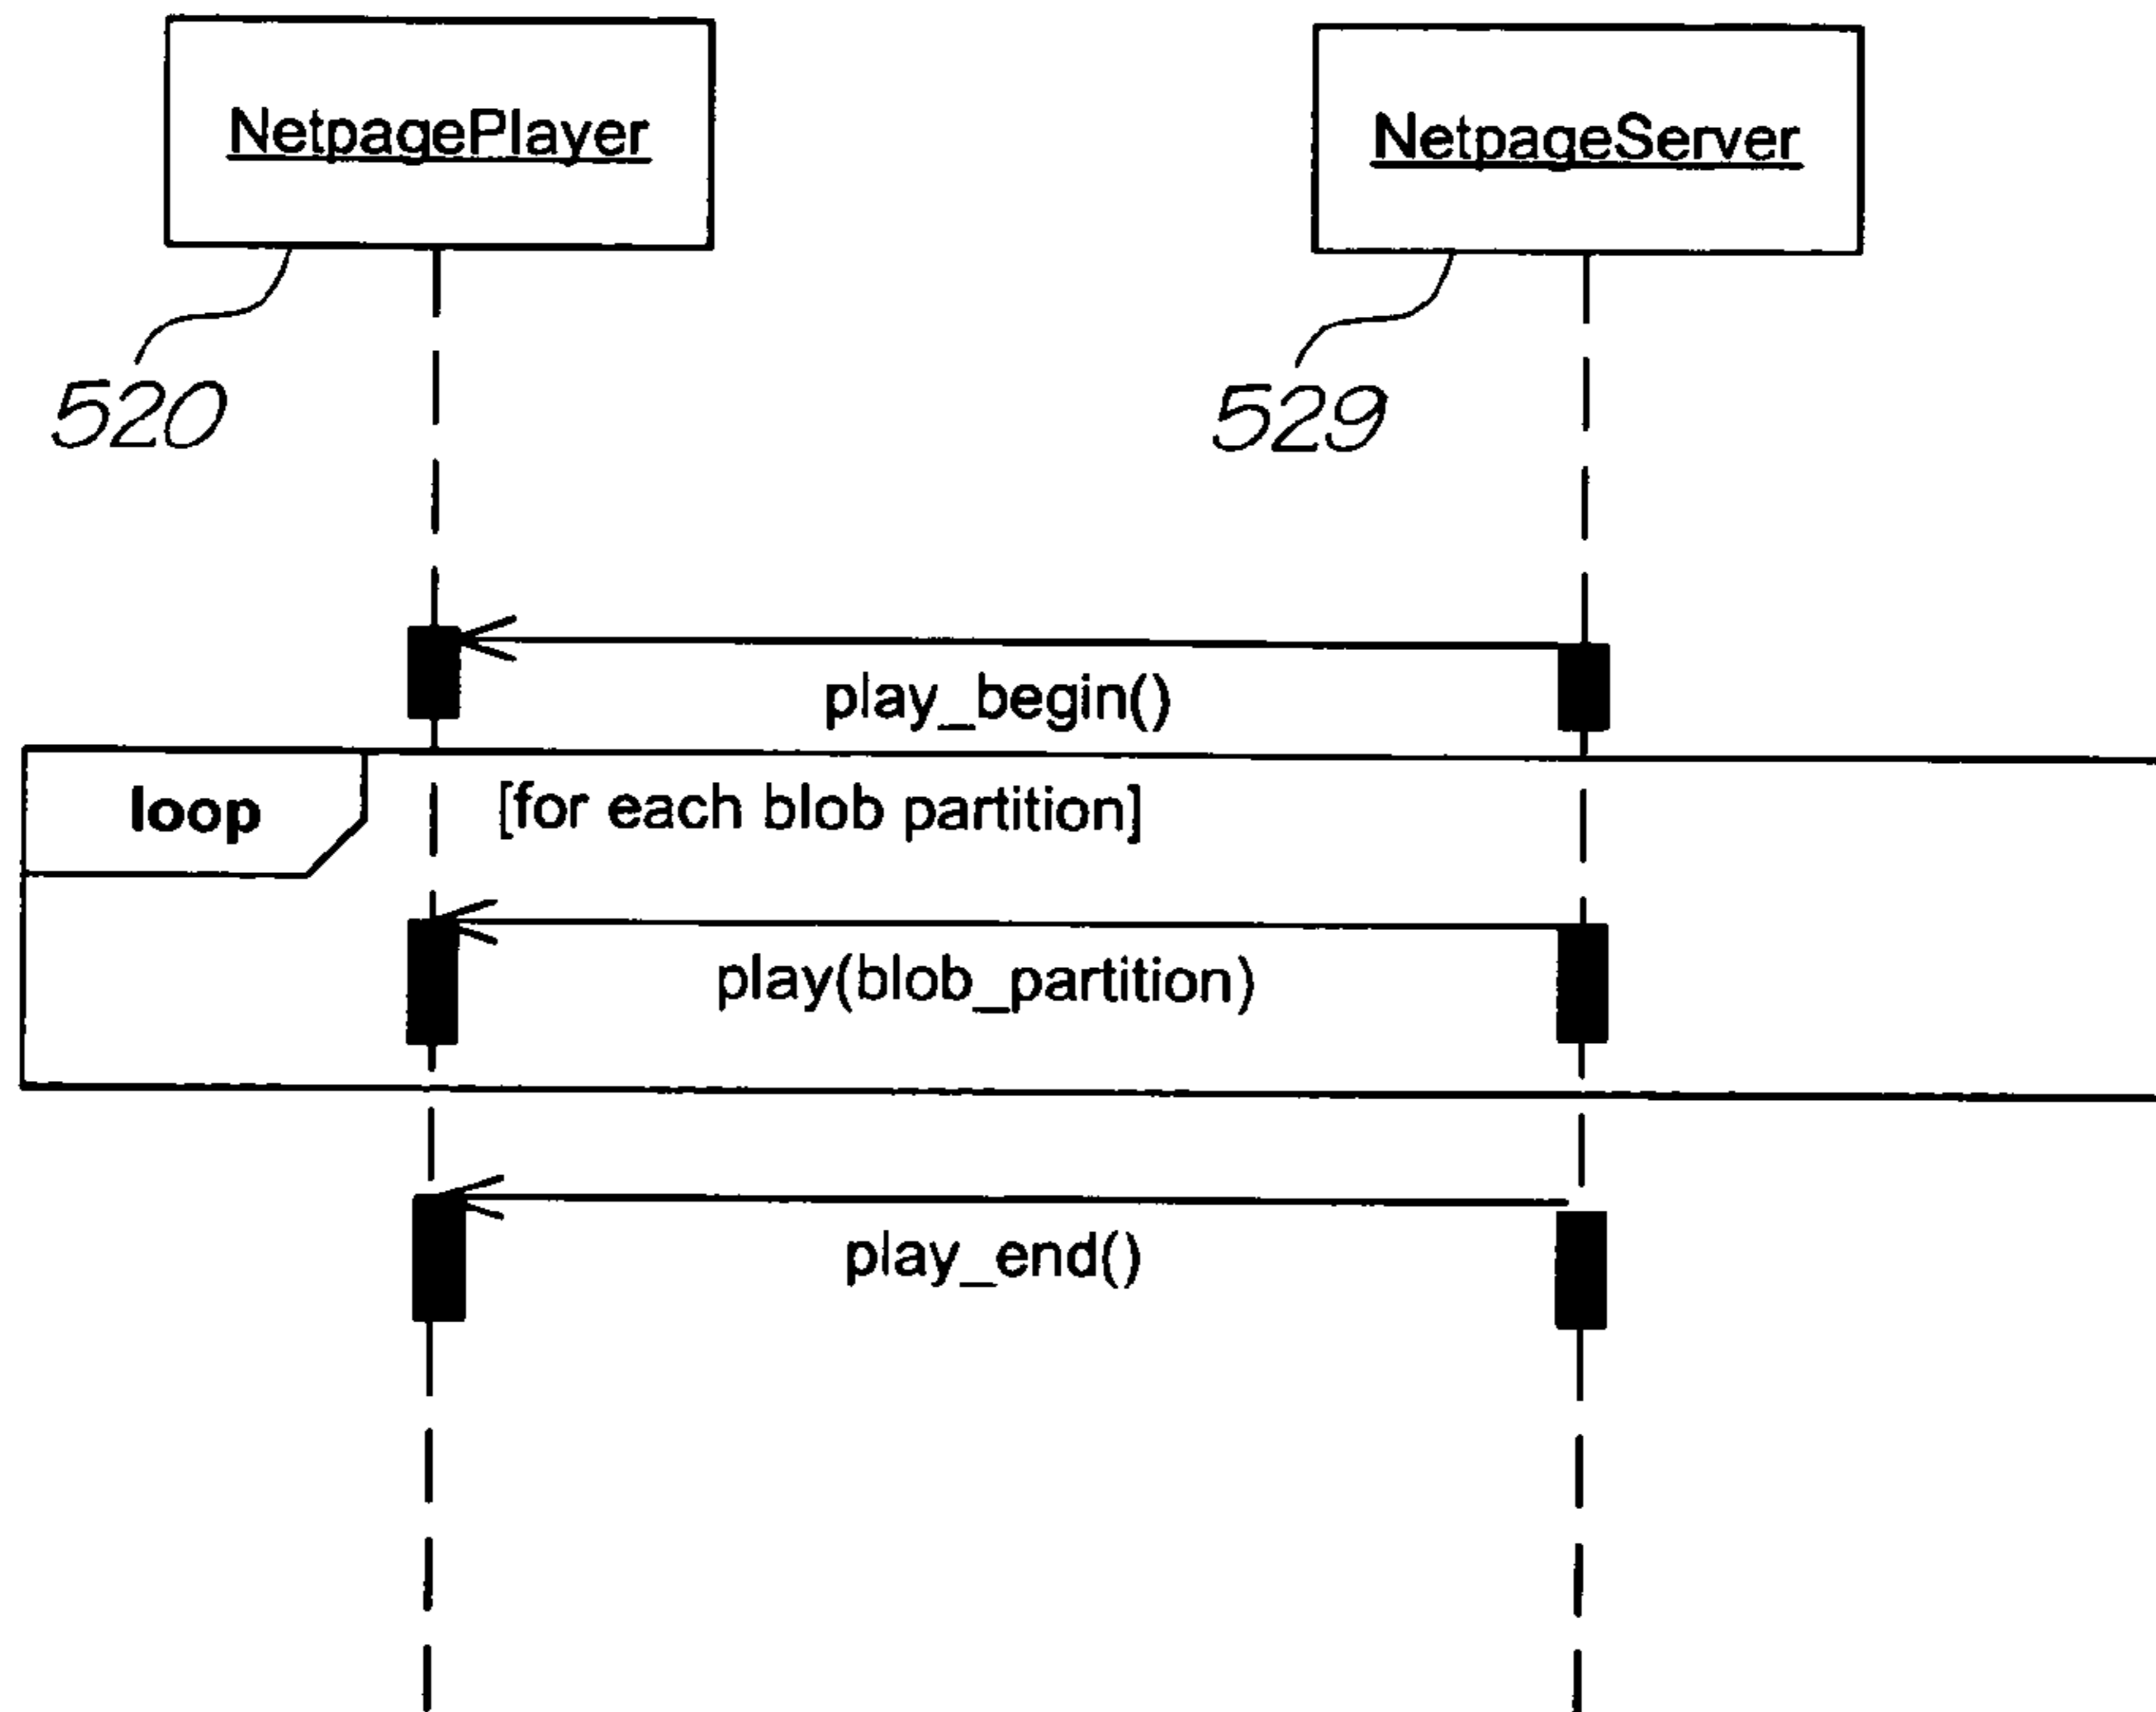 NetpagePlayer
NetpageServer
520
529
play_begin()
loop
[for each blob partition]
play(blob_partition)
play_end()